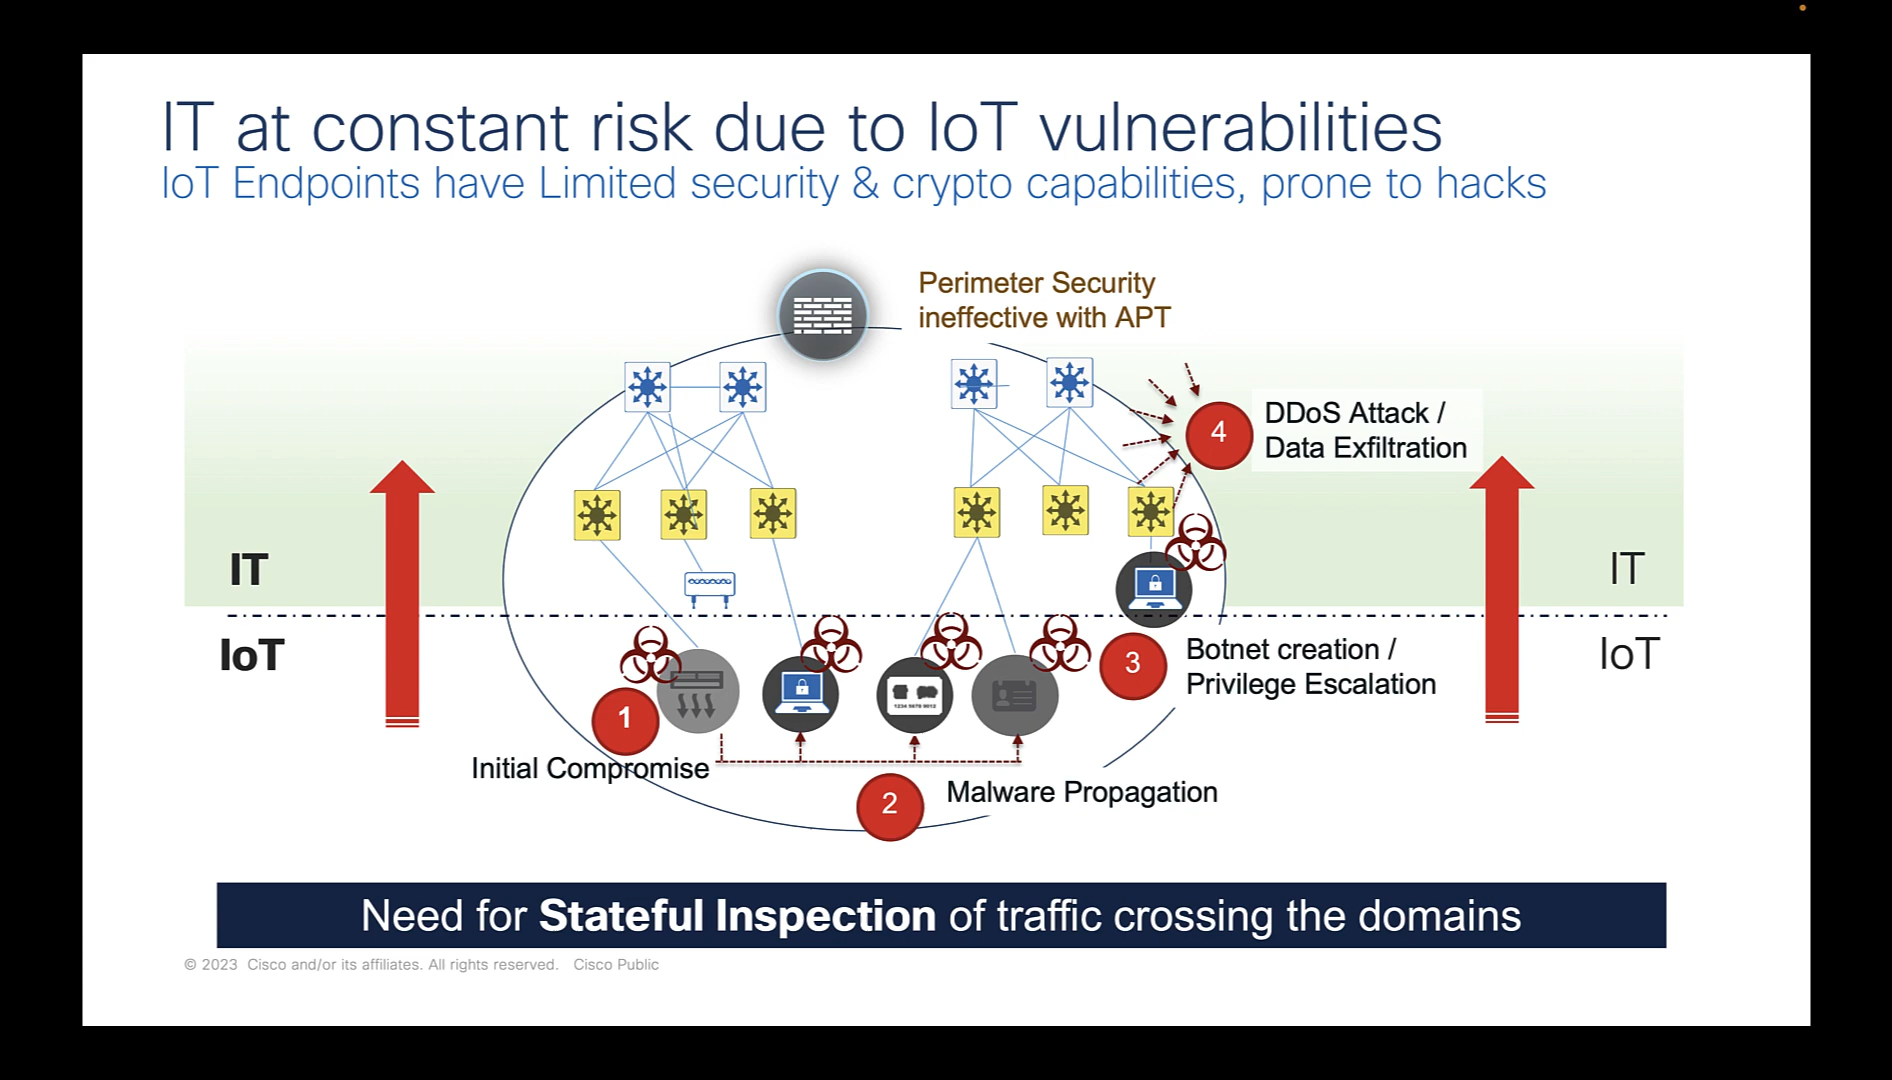 IT at constant risk due to IoT vulnerabilities
IoT Endpoints have Limited security & crypto capabilities, prone to hacks
Perimeter Security
ineffective with APT
4
DDoS Attack /
Data Exfiltration
IT
IT
IoT
IoT
3
Botnet creation /
Privilege Escalation
1234 5678 9012
1
Initial Compromise
2
Malware Propagation
Need for Stateful Inspection of traffic crossing the domains
© 2023 Cisco and/or its affiliates. All rights reserved. Cisco Public